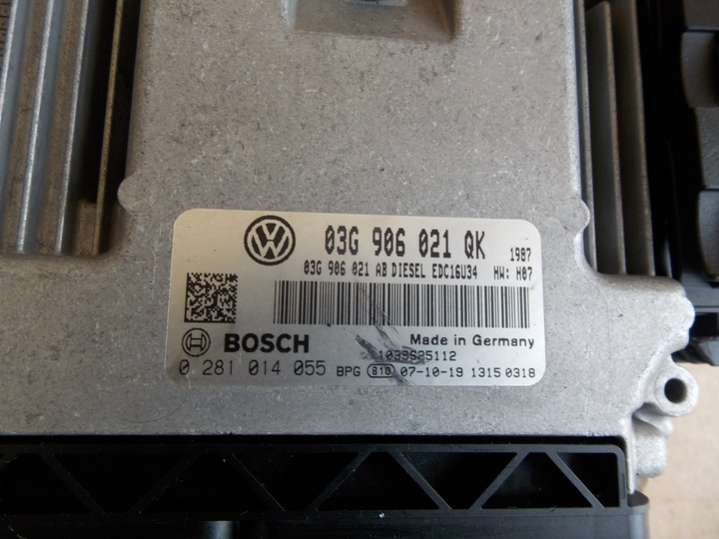 03G 906 021 QK 1987
03G 906 021 AB DIESEL EDC16U34 HW: H07
BOSCH Made in Germany
1039S25112
0 281 014 055 BPG 07-10-19 1315 0318